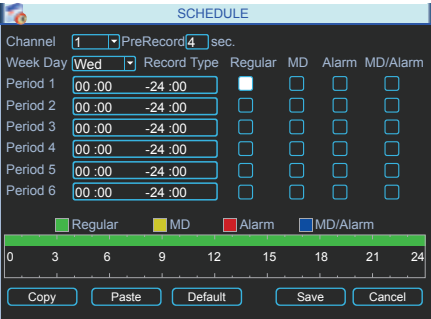 SCHEDULE
Channel 1 PreRecord 4 sec.
Week Day Wed Record Type Regular MD Alarm MD/Alarm
Period 1 00 :00 -24 :00
Period 2 00 :00 -24 :00
Period 3 00 :00 -24 :00
Period 4 00 :00 -24 :00
Period 5 00 :00 -24 :00
Period 6 00 :00 -24 :00
Regular MD Alarm MD/Alarm
0 3 6 9 12 15 18 21 24
Copy Paste Default Save Cancel